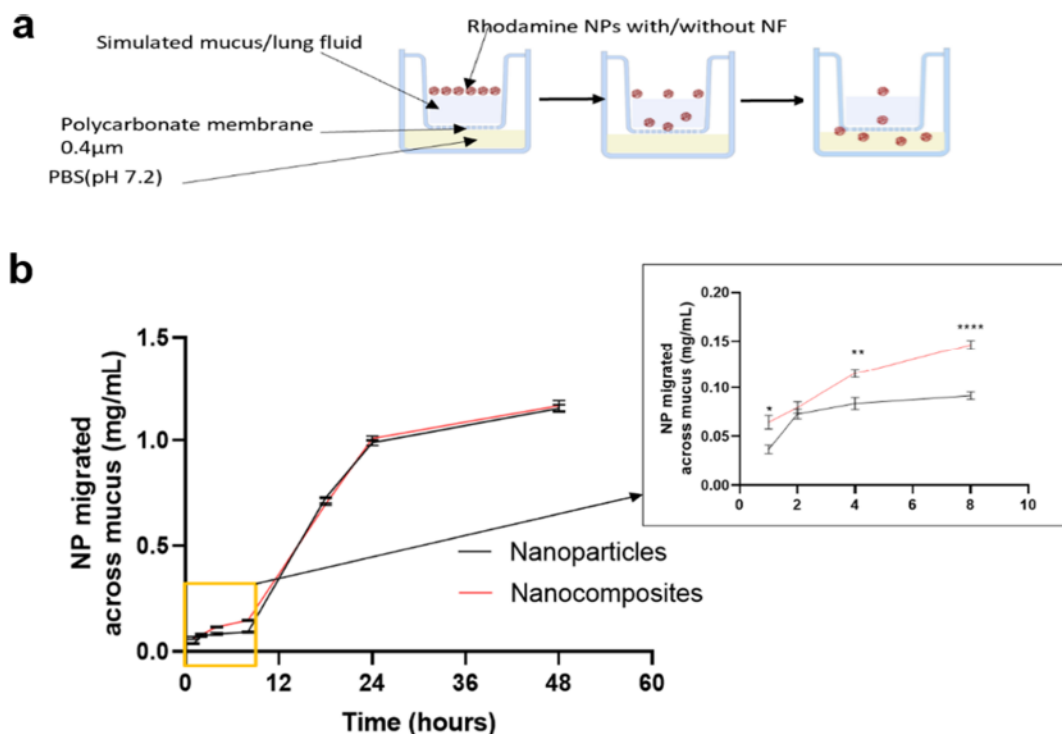 a
Rhodamine NPs with/without NF
Simulated mucus/lung fluid
Polycarbonate membrane
0.4µm
PBS(pH 7.2)
b
NP migrated
across mucus (mg/mL)
1.5
1.0
0.5
0.0
0
12
24
36
48
60
Time (hours)
Nanoparticles
Nanocomposites
NP migrated
across mucus (mg/mL)
0.20
0.15
0.10
0.05
0.00
*
**
****
0
2
4
6
8
10